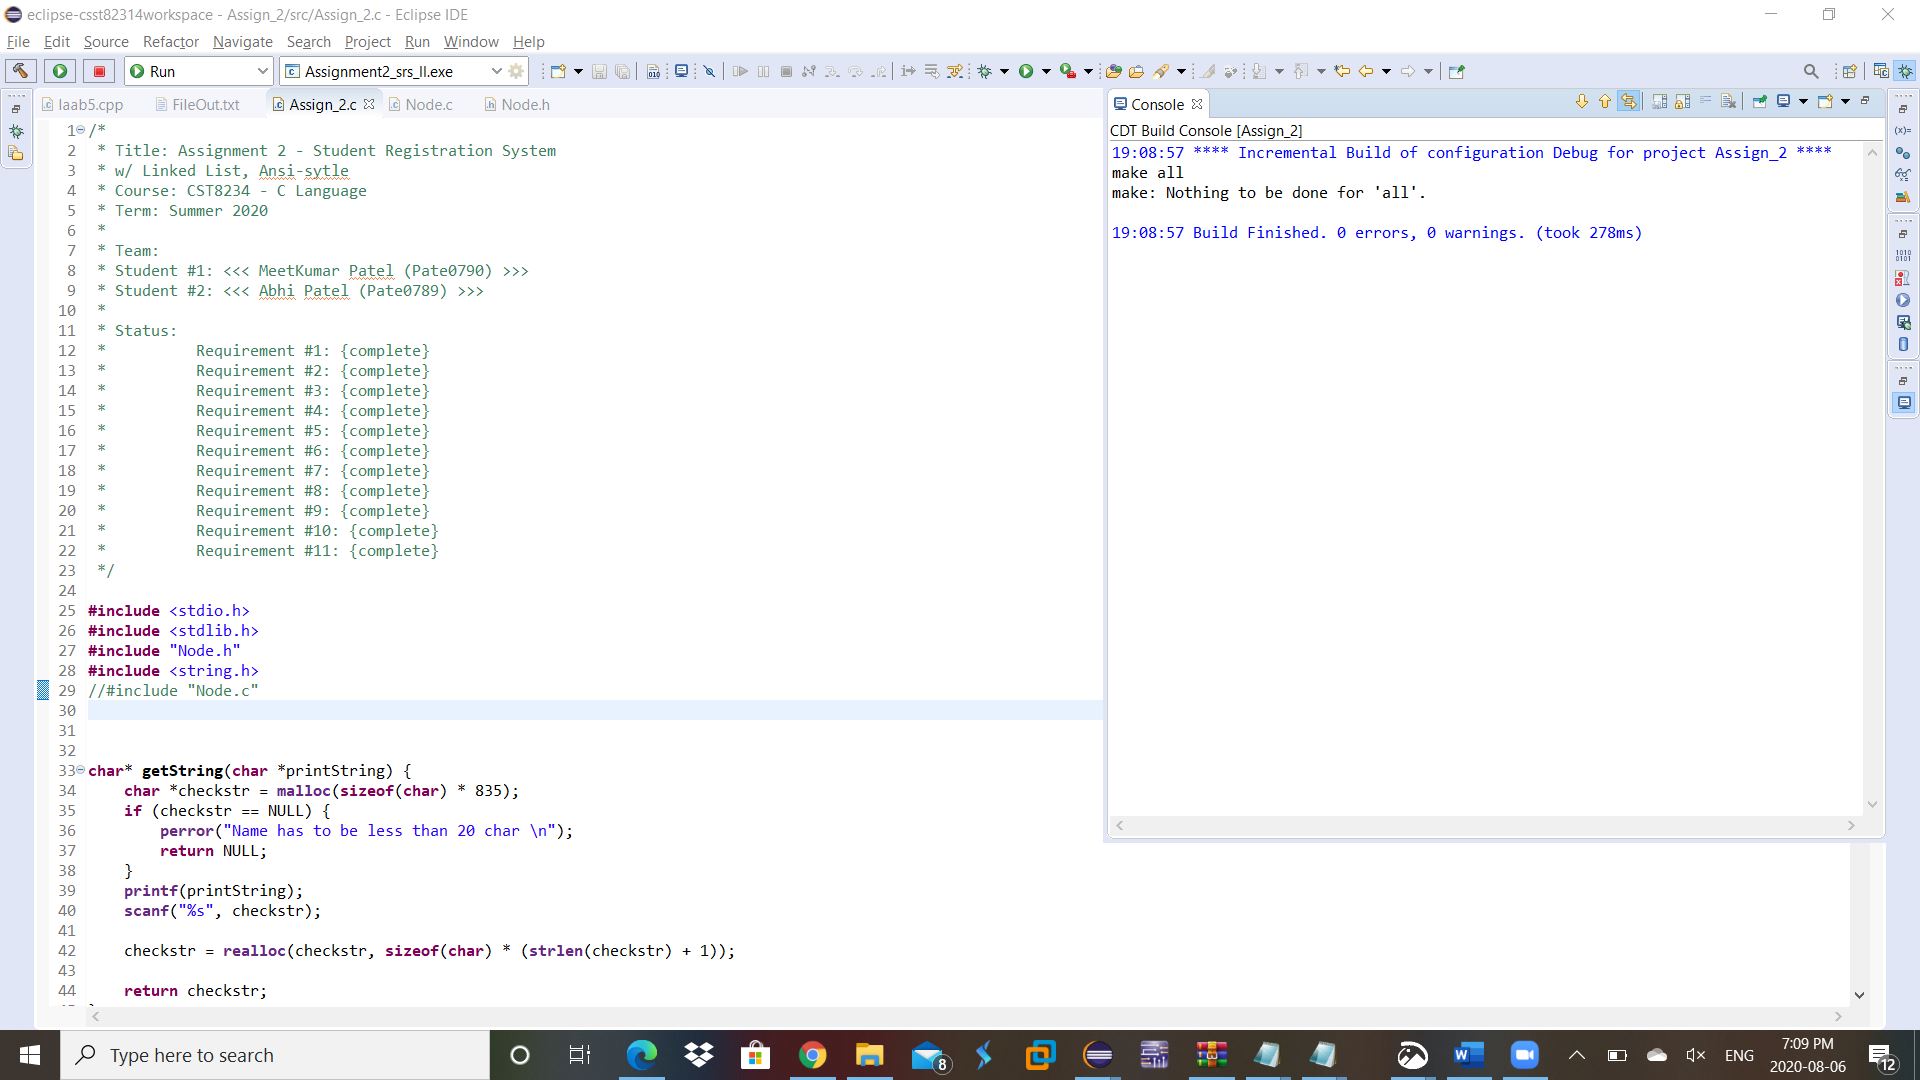 eclipse-csst82314workspace - Assign_2/src/Assign_2.c - Eclipse IDE
File Edit Source Refactor Navigate Search Project Run Window Help
Run
Assignment2_srs_ll.exe
laab5.cpp FileOut.txt Assign_2.c Node.c Node.h
1 /*
2 * Title: Assignment 2 - Student Registration System
3 * w/ Linked List, Ansi-sytle
4 * Course: CST8234 - C Language
5 * Term: Summer 2020
6 *
7 * Team:
8 * Student #1: <<< MeetKumar Patel (Pate0790) >>>
9 * Student #2: <<< Abhi Patel (Pate0789) >>>
10 *
11 * Status:
12 * Requirement #1: {complete}
13 * Requirement #2: {complete}
14 * Requirement #3: {complete}
15 * Requirement #4: {complete}
16 * Requirement #5: {complete}
17 * Requirement #6: {complete}
18 * Requirement #7: {complete}
19 * Requirement #8: {complete}
20 * Requirement #9: {complete}
21 * Requirement #10: {complete}
22 * Requirement #11: {complete}
23 */
24
25 #include <stdio.h>
26 #include <stdlib.h>
27 #include "Node.h"
28 #include <string.h>
29 //#include "Node.c"
30
31
32
33 char* getString(char *printString) {
34 char *checkstr = malloc(sizeof(char) * 835);
35 if (checkstr == NULL) {
36 perror("Name has to be less than 20 char \n");
37 return NULL;
38 }
39 printf(printString);
40 scanf("%s", checkstr);
41
42 checkstr = realloc(checkstr, sizeof(char) * (strlen(checkstr) + 1));
43
44 return checkstr;
Console
CDT Build Console [Assign_2]
19:08:57 **** Incremental Build of configuration Debug for project Assign_2 ****
make all
make: Nothing to be done for 'all'.
19:08:57 Build Finished. 0 errors, 0 warnings. (took 278ms)
Type here to search
8
ENG
7:09 PM
2020-08-06
12